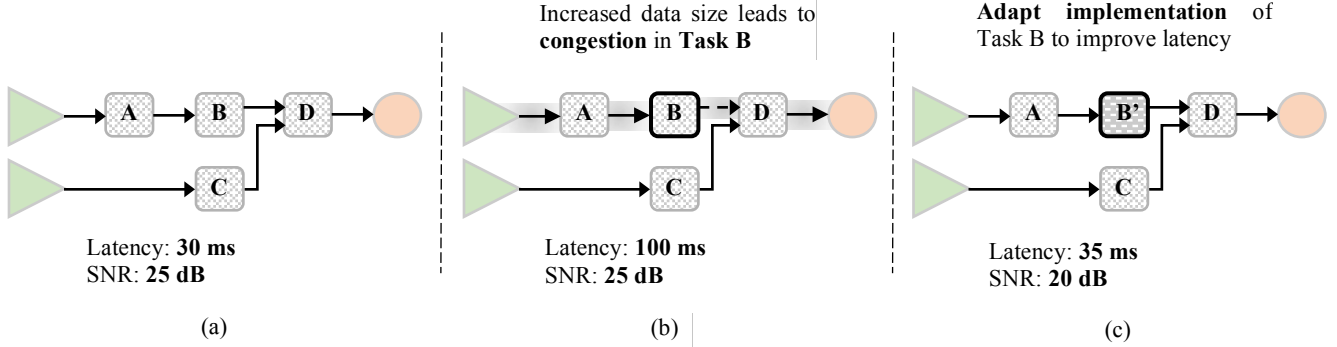 Increased data size leads to
congestion in Task B
Adapt implementation of
Task B to improve latency
A
B
D
C
Latency: 30 ms
SNR: 25 dB
(a)
A
B
D
C
Latency: 100 ms
SNR: 25 dB
(b)
A
B’
D
C
Latency: 35 ms
SNR: 20 dB
(c)